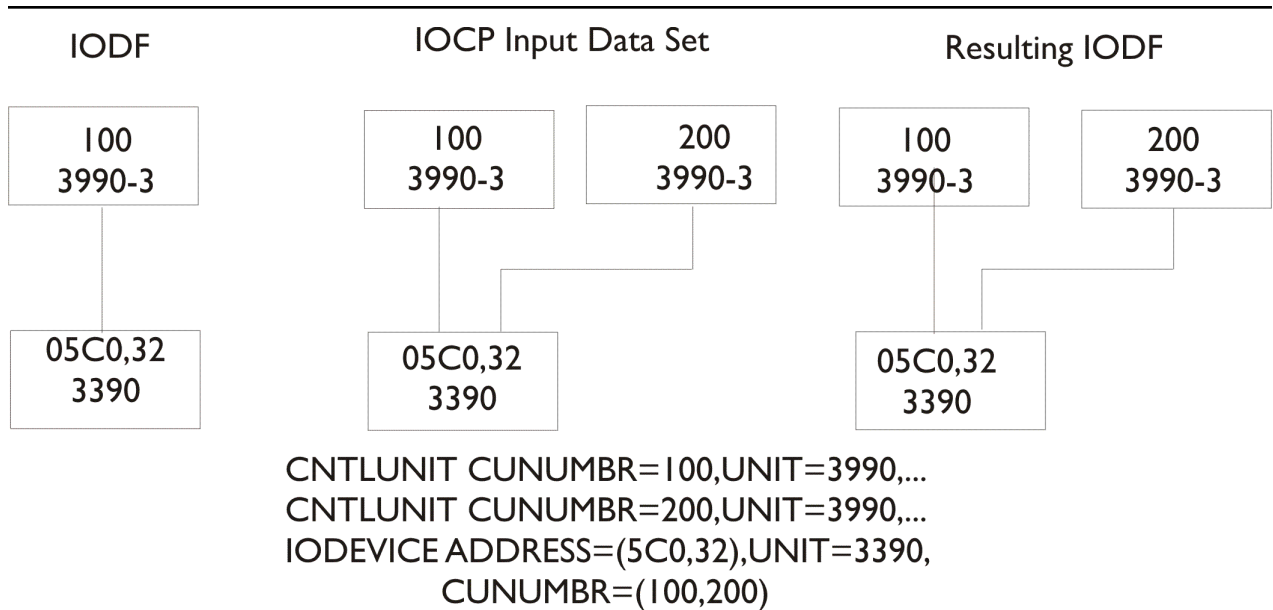 IODF
100
3990-3
05C0,32
3390
IOCP Input Data Set
100
3990-3
200
3990-3
05C0,32
3390
Resulting IODF
100
3990-3
200
3990-3
05C0,32
3390
CNTLUNIT CUNUMBR=100,UNIT=3990,...
CNTLUNIT CUNUMBR=200,UNIT=3990,...
IODEVICE ADDRESS=(5C0,32),UNIT=3390,
CUNUMBR=(100,200)